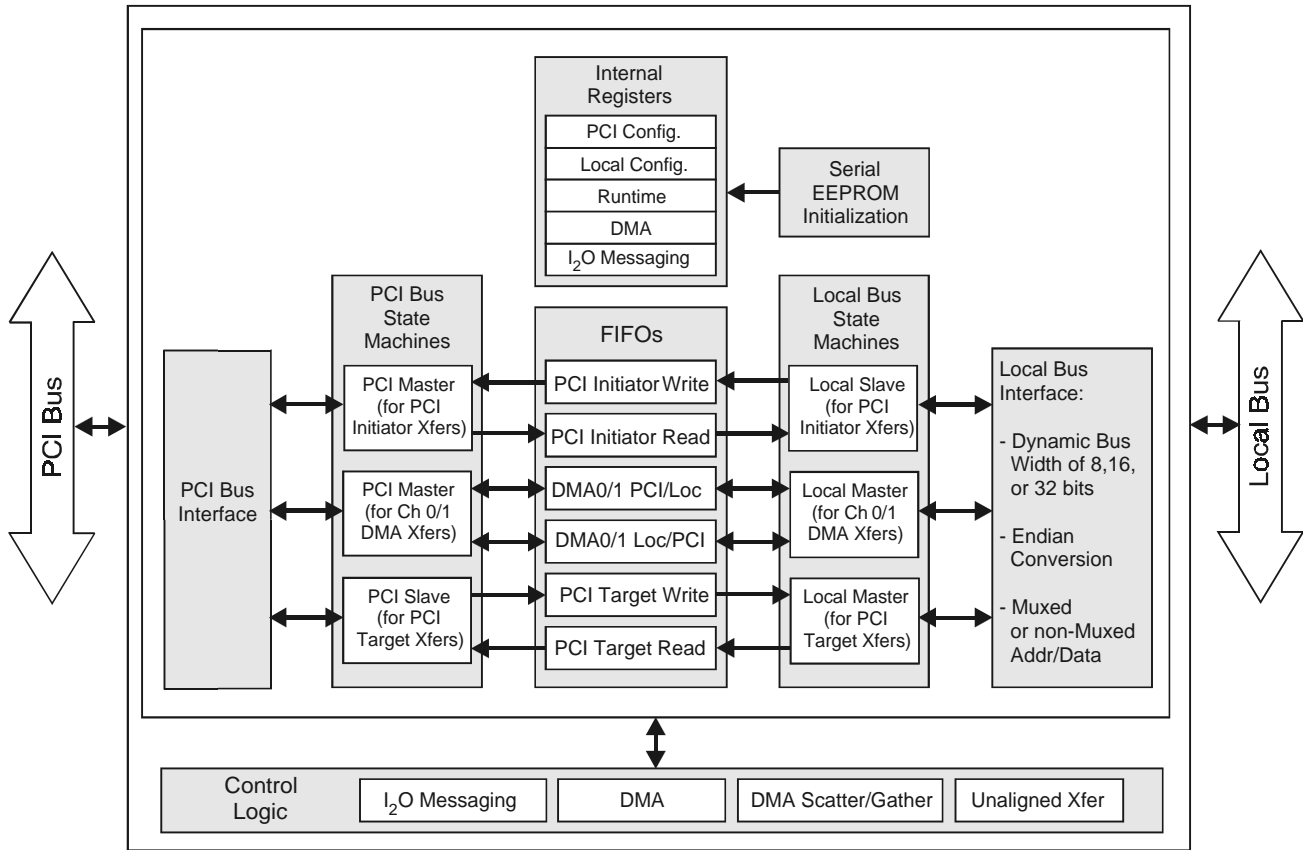 Internal
Registers
PCI Config.
Local Config.
Runtime
DMA
I2O Messaging
Serial
EEPROM
Initialization
PCI Bus
PCI Bus
Interface
PCI Bus
State
Machines
PCI Master
(for PCI
Initiator Xfers)
PCI Master
(for Ch 0/1
DMA Xfers)
PCI Slave
(for PCI
Target Xfers)
FIFOs
PCI Initiator Write
PCI Initiator Read
DMA0/1 PCI/Loc
DMA0/1 Loc/PCI
PCI Target Write
PCI Target Read
Local Bus
State
Machines
Local Slave
(for PCI
Initiator Xfers)
Local Master
(for Ch 0/1
DMA Xfers)
Local Master
(for PCI
Target Xfers)
Local Bus
Interface:
- Dynamic Bus
Width of 8,16,
or 32 bits
- Endian
Conversion
- Muxed
or non-Muxed
Addr/Data
Local Bus
Control
Logic
I2O Messaging
DMA
DMA Scatter/Gather
Unaligned Xfer